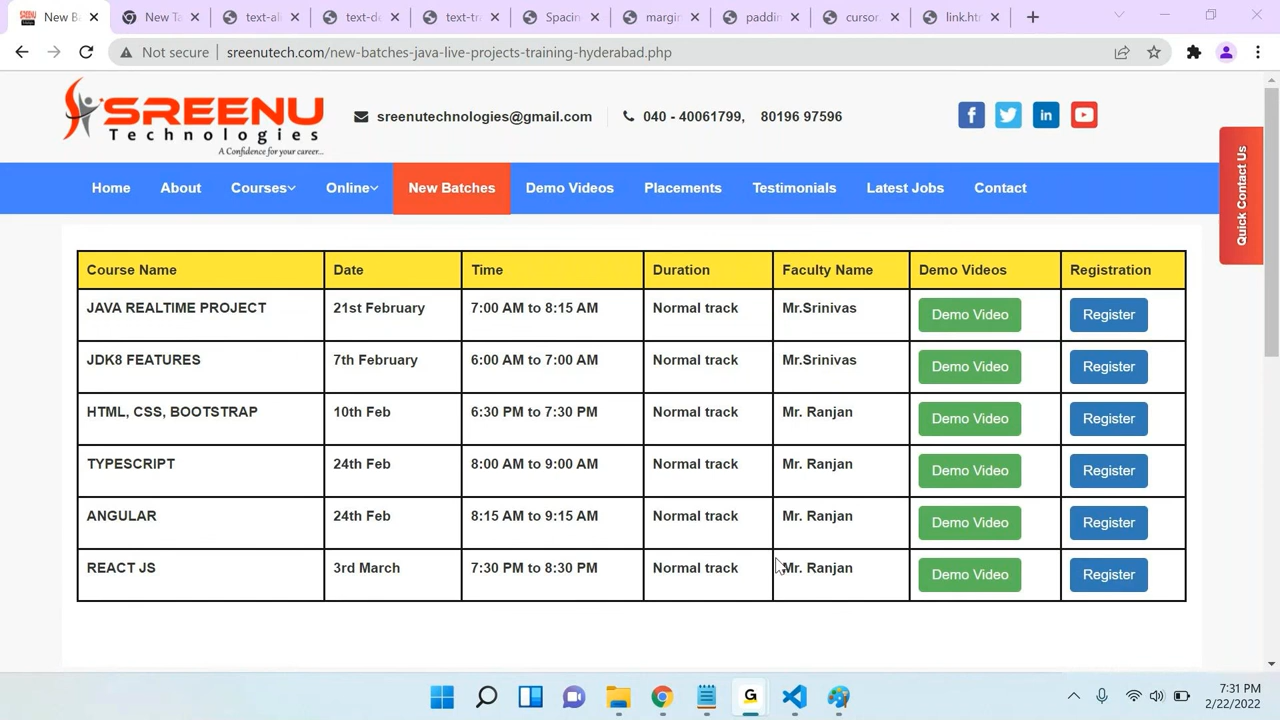 New B
New Ta
text-al
text-de
text-tr
Spacin
margin
paddin
cursor.
link.ht
Not secure
sreenutech.com/new-batches-java-live-projects-training-hyderabad.php
SREENU
Technologies
A Confidence for your career...
sreenutechnologies@gmail.com
040 - 40061799, 80196 97596
Quick Contact Us
Home About Courses Online New Batches Demo Videos Placements Testimonials Latest Jobs Contact
Course Name Date Time Duration Faculty Name Demo Videos Registration
JAVA REALTIME PROJECT 21st February 7:00 AM to 8:15 AM Normal track Mr.Srinivas Demo Video Register
JDK8 FEATURES 7th February 6:00 AM to 7:00 AM Normal track Mr.Srinivas Demo Video Register
HTML, CSS, BOOTSTRAP 10th Feb 6:30 PM to 7:30 PM Normal track Mr. Ranjan Demo Video Register
TYPESCRIPT 24th Feb 8:00 AM to 9:00 AM Normal track Mr. Ranjan Demo Video Register
ANGULAR 24th Feb 8:15 AM to 9:15 AM Normal track Mr. Ranjan Demo Video Register
REACT JS 3rd March 7:30 PM to 8:30 PM Normal track Mr. Ranjan Demo Video Register
7:31 PM
2/22/2022